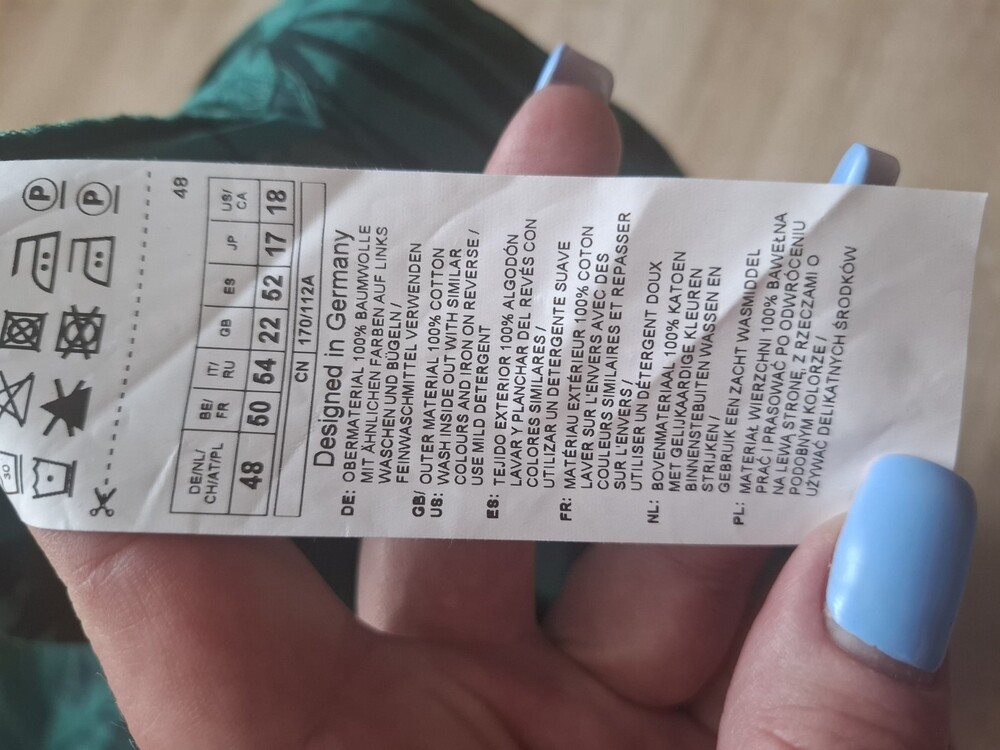 30
P
P
48
DE/NL/ CH/AT/PL BE/ FR IT/ RU GB ES JP US/ CA
48 50 54 22 52 17 18
CN 170/112A
Designed in Germany
DE: OBERMATERIAL 100% BAUMWOLLE
MIT ÄHNLICHEN FARBEN AUF LINKS
WASCHEN UND BÜGELN /
FEINWASCHMITTEL VERWENDEN
GB/ OUTER MATERIAL 100% COTTON
US: WASH INSIDE OUT WITH SIMILAR
COLOURS AND IRON ON REVERSE /
USE MILD DETERGENT
ES: TEJIDO EXTERIOR 100% ALGODÓN
LAVAR Y PLANCHAR DEL REVÉS CON
COLORES SIMILARES /
UTILIZAR UN DETERGENTE SUAVE
FR: MATÉRIAU EXTÉRIEUR 100% COTON
LAVER SUR L'ENVERS AVEC DES
COULEURS SIMILAIRES ET REPASSER
SUR L'ENVERS /
UTILISER UN DÉTERGENT DOUX
NL: BOVENMATERIAAL 100% KATOEN
MET GELIJKAARDIGE KLEUREN
BINNENSTEBUITEN WASSEN EN
STRIJKEN /
GEBRUIK EEN ZACHT WASMIDDEL
PL: MATERIAŁ WIERZCHNI 100% BAWEŁNA
PRAĆ I PRASOWAĆ PO ODWRÓCENIU
NA LEWĄ STRONĘ, Z RZECZAMI O
PODOBNYM KOLORZE /
UŻYWAĆ DELIKATNYCH ŚRODKÓW